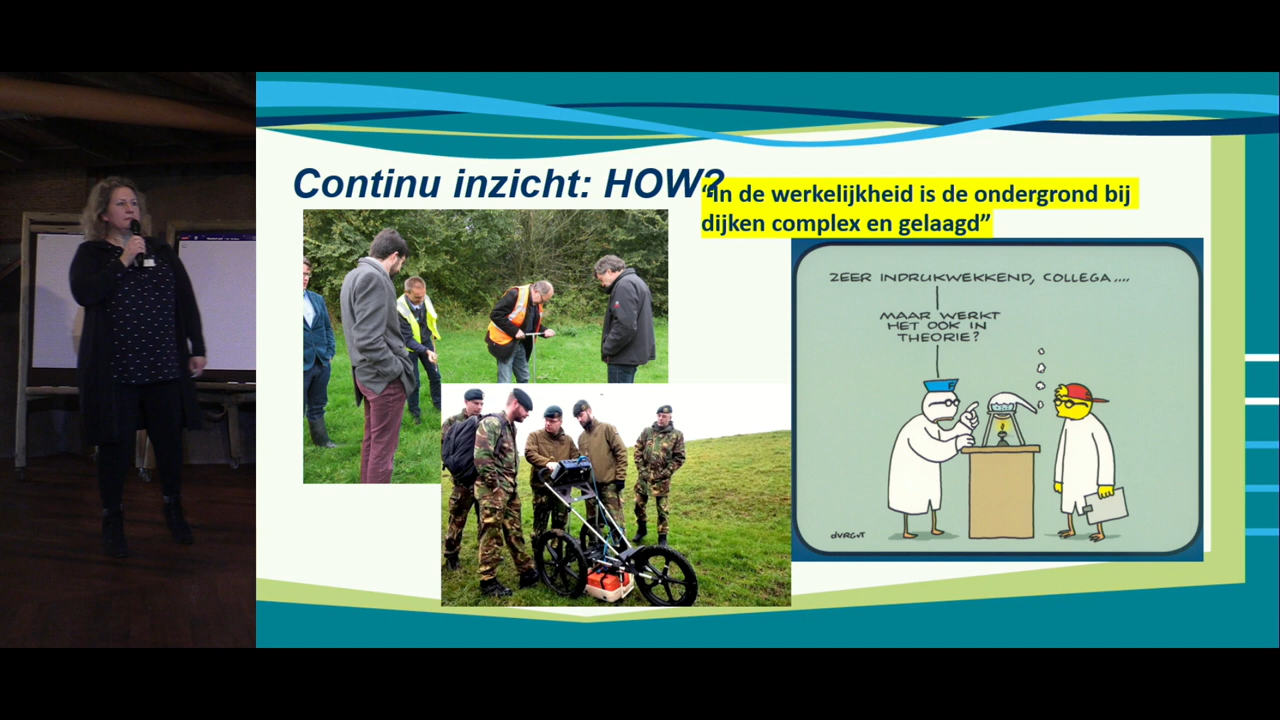 Continu inzicht: HOW?
“In de werkelijkheid is de ondergrond bij
dijken complex en gelaagd”
ZEER INDRUKWEKKEND, COLLEGA....
MAAR WERKT
HET OOK IN
THEORIE?
F